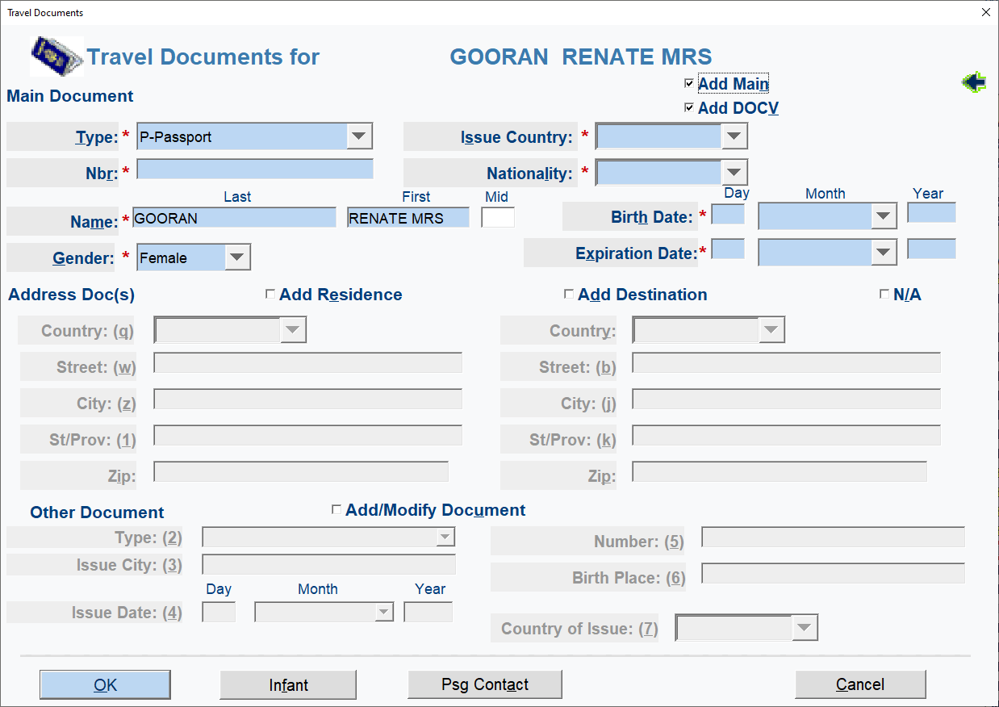 Travel Documents
Travel Documents for GOORAN RENATE MRS
Add Main
Main Document
Add DOCV
Type: * P-Passport Issue Country: *
Nbr: * Nationality: *
Last First Mid Day Month Year
Name: * GOORAN RENATE MRS Birth Date: *
Gender: * Female Expiration Date: *
Address Doc(s) Add Residence Add Destination N/A
Country: (q) Country:
Street: (w) Street: (b)
City: (z) City: (j)
St/Prov: (1) St/Prov: (k)
Zip: Zip:
Other Document Add/Modify Document
Type: (2) Number: (5)
Issue City: (3) Birth Place: (6)
Day Month Year
Issue Date: (4) Country of Issue: (7)
OK Infant Psg Contact Cancel